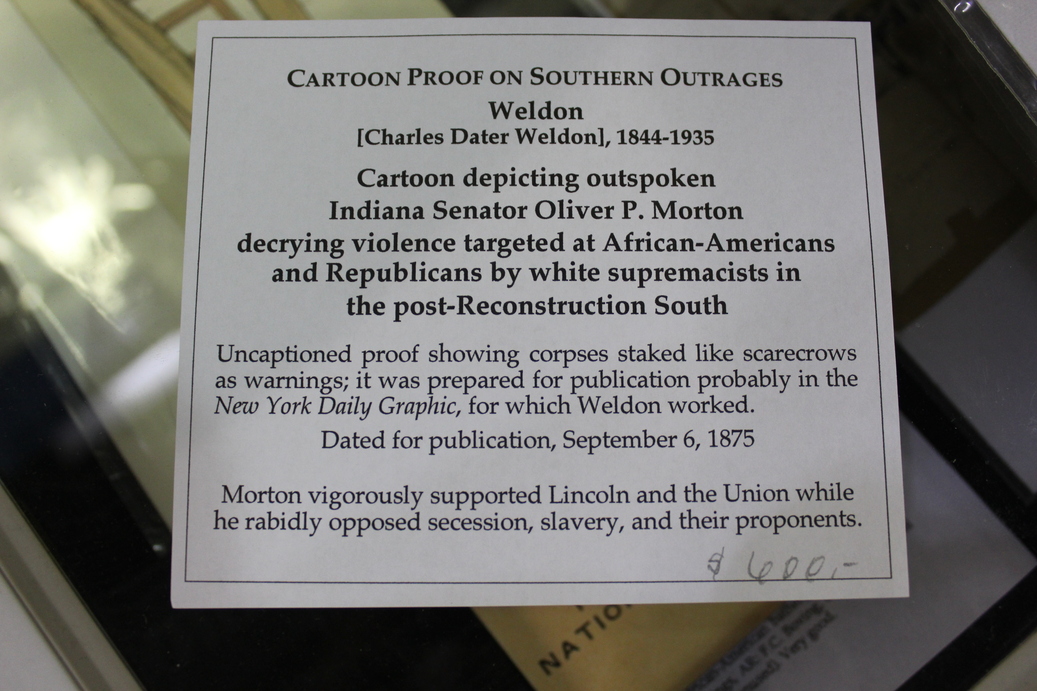 CARTOON PROOF ON SOUTHERN OUTRAGES
Weldon
[Charles Dater Weldon], 1844-1935
Cartoon depicting outspoken
Indiana Senator Oliver P. Morton
decrying violence targeted at African-Americans
and Republicans by white supremacists in
the post-Reconstruction South
Uncaptioned proof showing corpses staked like scarecrows
as warnings; it was prepared for publication probably in the
New York Daily Graphic, for which Weldon worked.
Dated for publication, September 6, 1875
Morton vigorously supported Lincoln and the Union while
he rabidly opposed secession, slavery, and their proponents.
$ 600.-
NATIO
Very good.